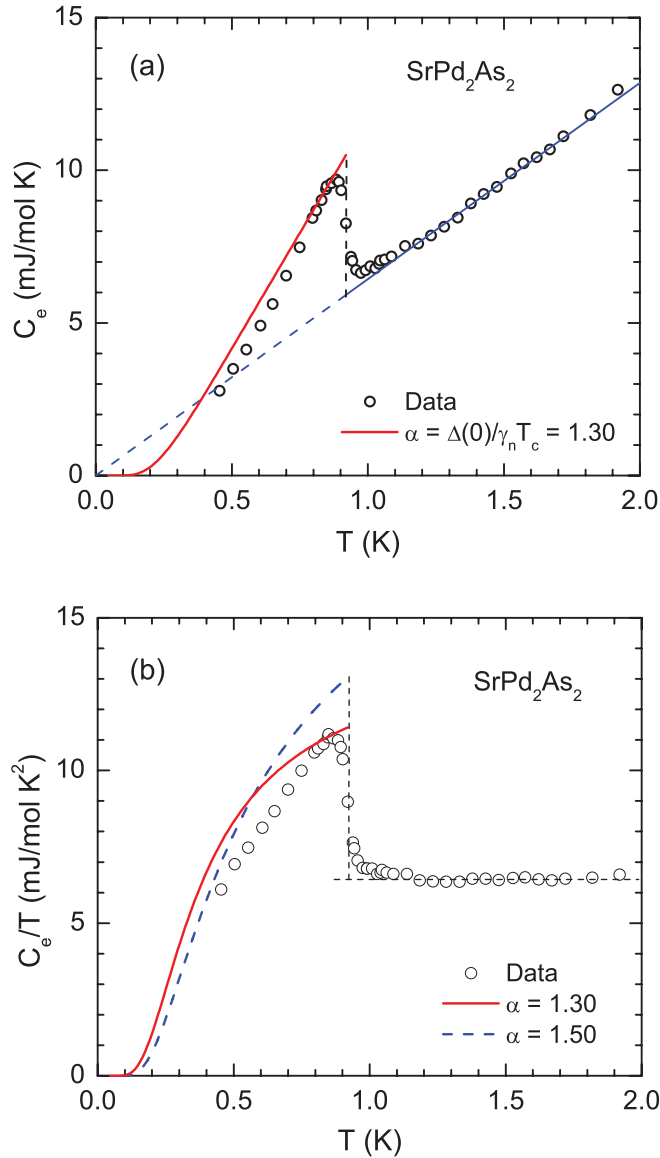 15
(a)
SrPd₂As₂
10
Cₑ (mJ/mol K)
5
Data
α = Δ(0)/γₙT꜀ = 1.30
0
0.0 0.5 1.0 1.5 2.0
T (K)
15
(b)
SrPd₂As₂
10
Cₑ/T (mJ/mol K²)
5
Data
α = 1.30
α = 1.50
0
0.0 0.5 1.0 1.5 2.0
T (K)